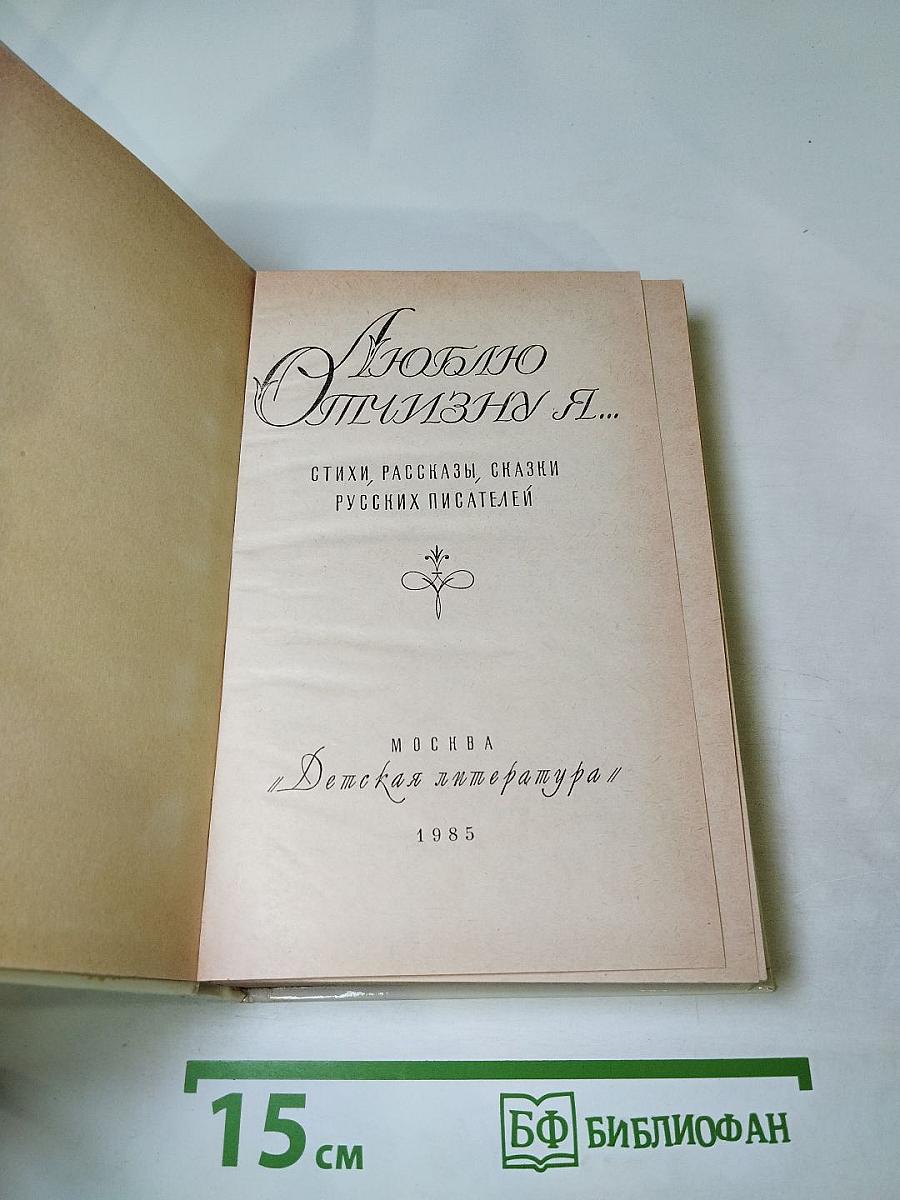 Люблю
Отчизну я...
СТИХИ, РАССКАЗЫ, СКАЗКИ
РУССКИХ ПИСАТЕЛЕЙ
МОСКВА
"Детская литература"
1985
15 см
БФ БИБЛИОФАН